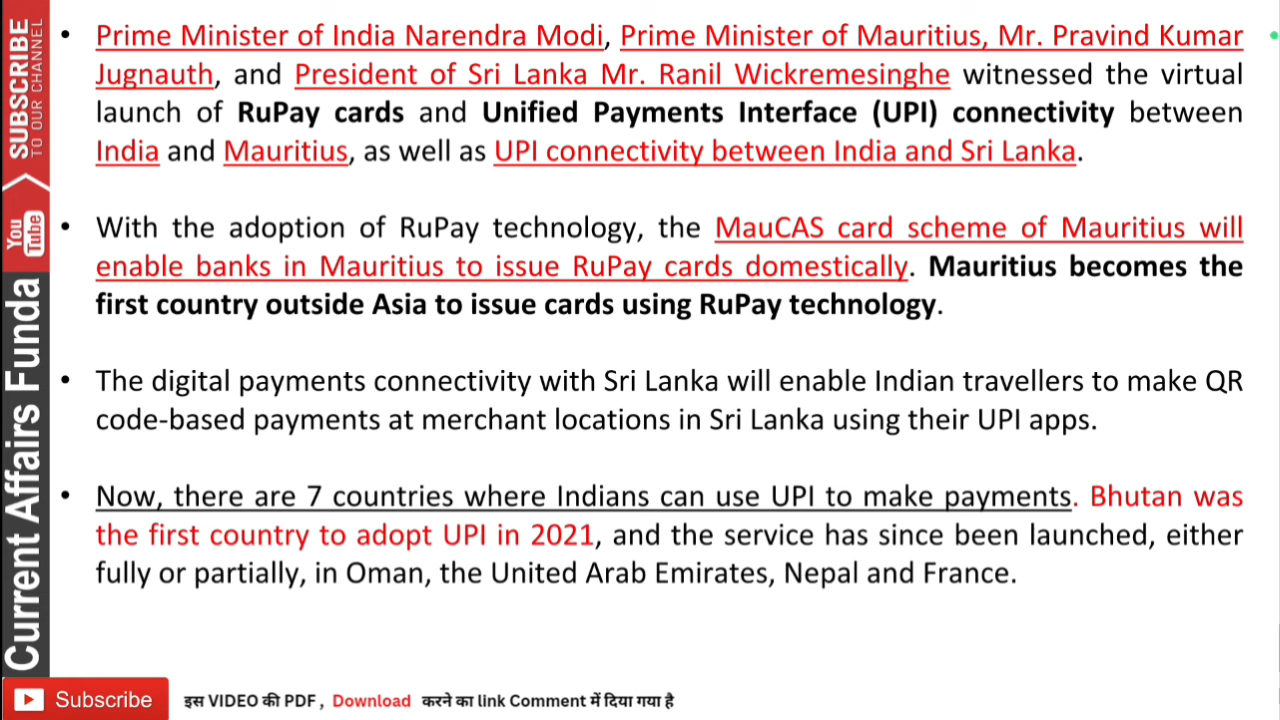 • Prime Minister of India Narendra Modi, Prime Minister of Mauritius, Mr. Pravind Kumar
Jugnauth, and President of Sri Lanka Mr. Ranil Wickremesinghe witnessed the virtual
launch of RuPay cards and Unified Payments Interface (UPI) connectivity between
India and Mauritius, as well as UPI connectivity between India and Sri Lanka.
• With the adoption of RuPay technology, the MauCAS card scheme of Mauritius will
enable banks in Mauritius to issue RuPay cards domestically. Mauritius becomes the
first country outside Asia to issue cards using RuPay technology.
• The digital payments connectivity with Sri Lanka will enable Indian travellers to make QR
code-based payments at merchant locations in Sri Lanka using their UPI apps.
• Now, there are 7 countries where Indians can use UPI to make payments. Bhutan was
the first country to adopt UPI in 2021, and the service has since been launched, either
fully or partially, in Oman, the United Arab Emirates, Nepal and France.
SUBSCRIBE
TO OUR CHANNEL
You
Tube
Current Affairs Funda
Subscribe
इस VIDEO की PDF , Download करने का link Comment में दिया गया है